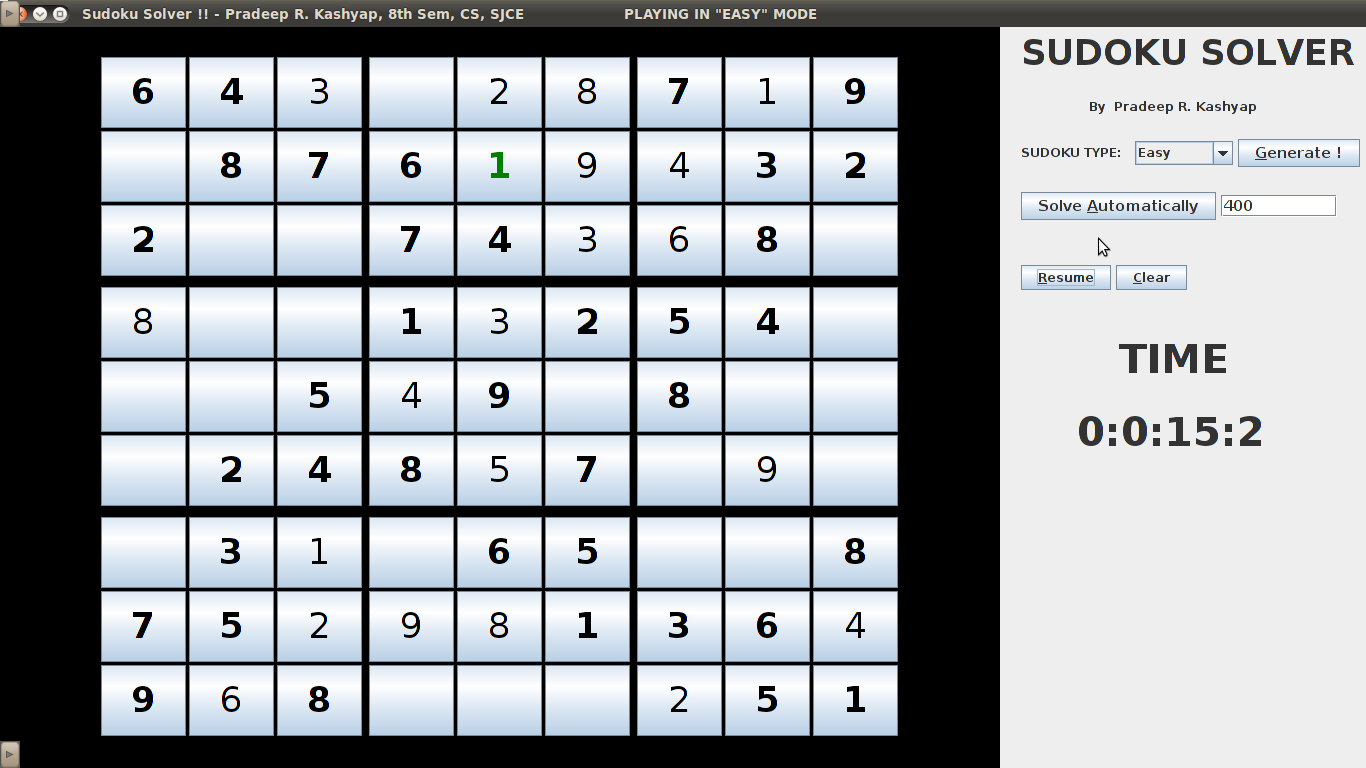 Sudoku Solver !! - Pradeep R. Kashyap, 8th Sem, CS, SJCE PLAYING IN "EASY" MODE
SUDOKU SOLVER
By Pradeep R. Kashyap
SUDOKU TYPE: Easy Generate !
Solve Automatically 400
Resume Clear
TIME
0:0:15:2
6 4 3 2 8 7 1 9
8 7 6 1 9 4 3 2
2 7 4 3 6 8
8 1 3 2 5 4
5 4 9 8
2 4 8 5 7 9
3 1 6 5 8
7 5 2 9 8 1 3 6 4
9 6 8 2 5 1